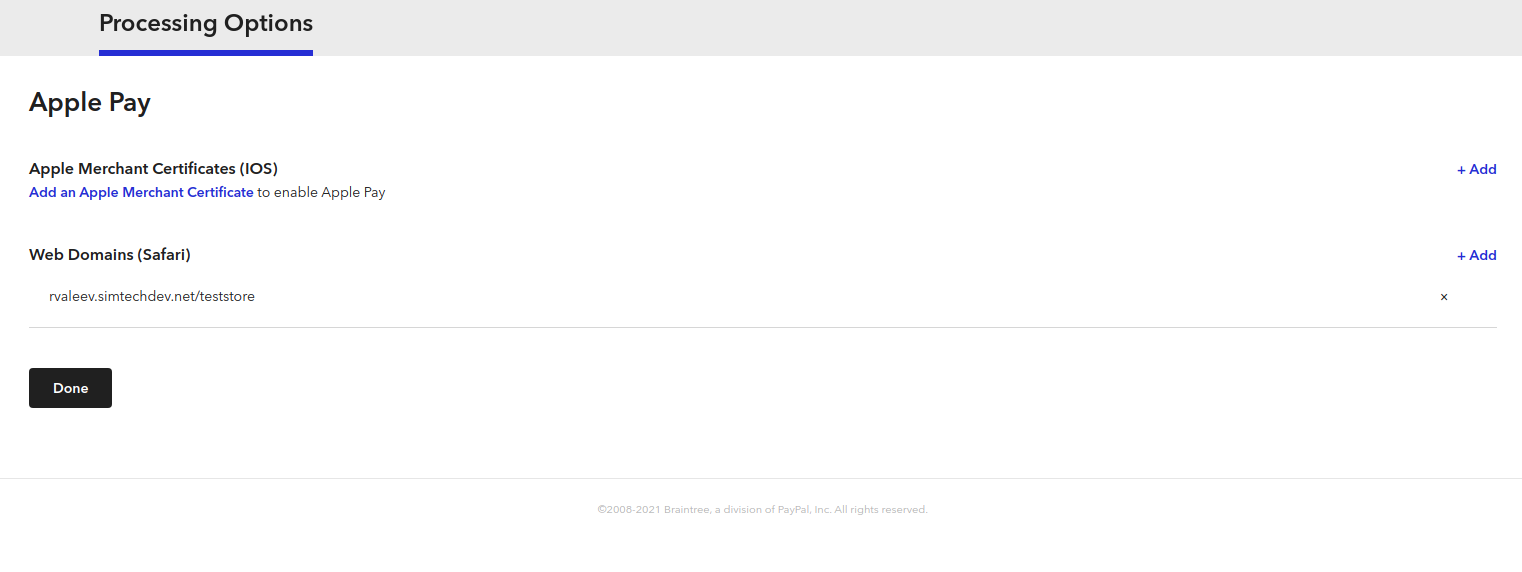 Processing Options
Apple Pay
Apple Merchant Certificates (IOS)
+ Add
Add an Apple Merchant Certificate to enable Apple Pay
Web Domains (Safari)
+ Add
rvaleev.simtechdev.net/teststore
×
Done
©2008-2021 Braintree, a division of PayPal, Inc. All rights reserved.